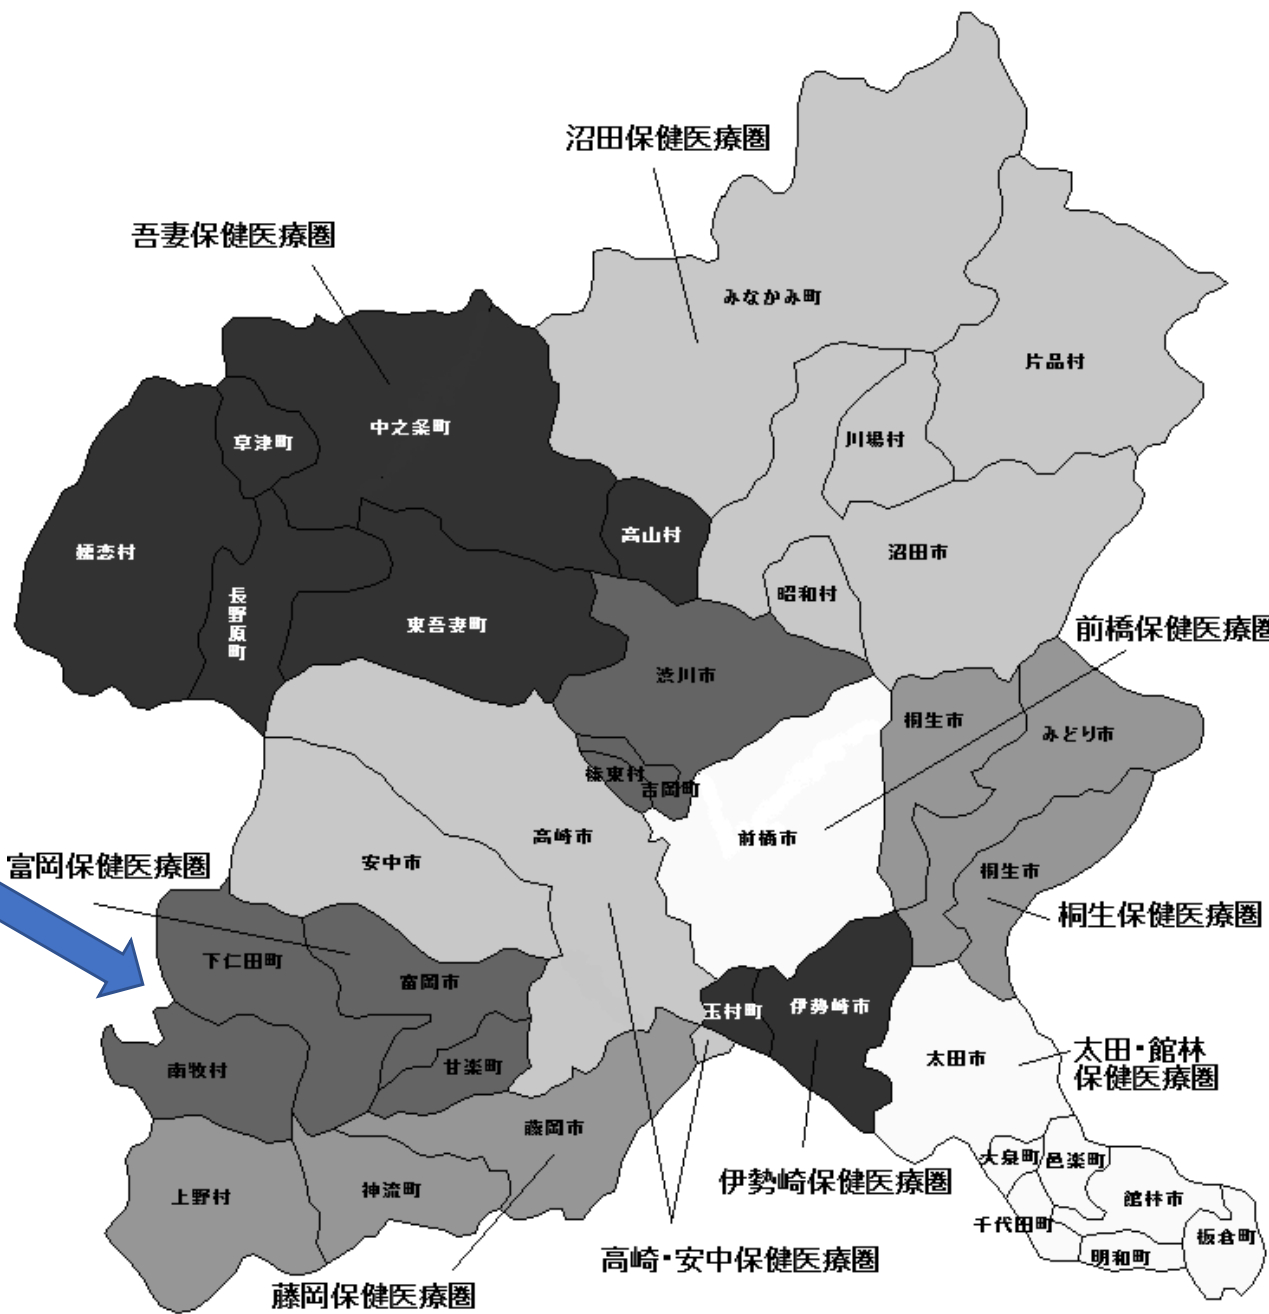 沼田保健医療圏
吾妻保健医療圏
みなかみ町
片品村
草津町
中之条町
川場村
高山村
嬬恋村
沼田市
昭和村
長野原町
東吾妻町
前橋保健医療圏
渋川市
桐生市
みどり市
榛東村
吉岡町
高崎市
前橋市
安中市
富岡保健医療圏
桐生市
桐生保健医療圏
下仁田町
富岡市
玉村町
伊勢崎市
太田市
太田・館林
保健医療圏
南牧村
甘楽町
藤岡市
大泉町
邑楽町
伊勢崎保健医療圏
上野村
神流町
館林市
千代田町
板倉町
明和町
高崎・安中保健医療圏
藤岡保健医療圏